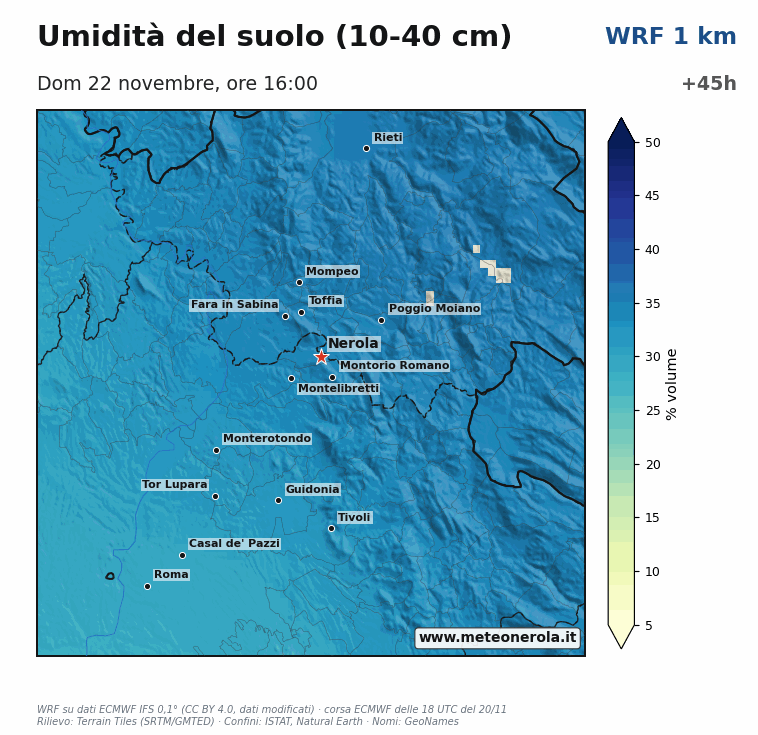 Umidità del suolo (10-40 cm)
WRF 1 km
Dom 22 novembre, ore 16:00
+45h
Rieti
Mompeo
Toffia
Fara in Sabina
Poggio Moiano
Nerola
Montorio Romano
Montelibretti
Monterotondo
Tor Lupara
Guidonia
Tivoli
Casal de' Pazzi
Roma
www.meteonerola.it
50
45
40
35
30
25
20
15
10
5
% volume
WRF su dati ECMWF IFS 0,1° (CC BY 4.0, dati modificati) · corsa ECMWF delle 18 UTC del 20/11
Rilievo: Terrain Tiles (SRTM/GMTED) · Confini: ISTAT, Natural Earth · Nomi: GeoNames